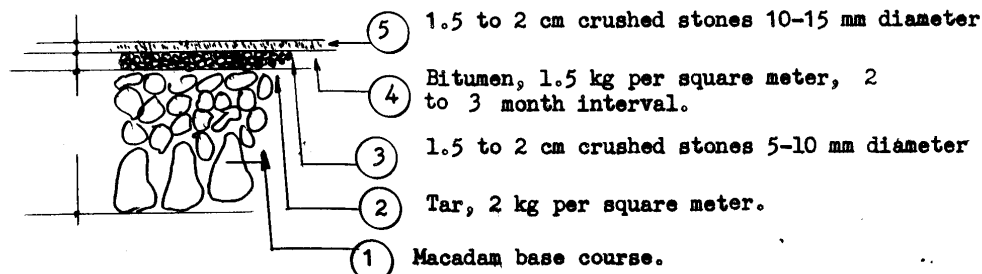 5 1.5 to 2 cm crushed stones 10-15 mm diameter
4 Bitumen, 1.5 kg per square meter, 2
to 3 month interval.
3 1.5 to 2 cm crushed stones 5-10 mm diameter
2 Tar, 2 kg per square meter.
1 Macadam base course.